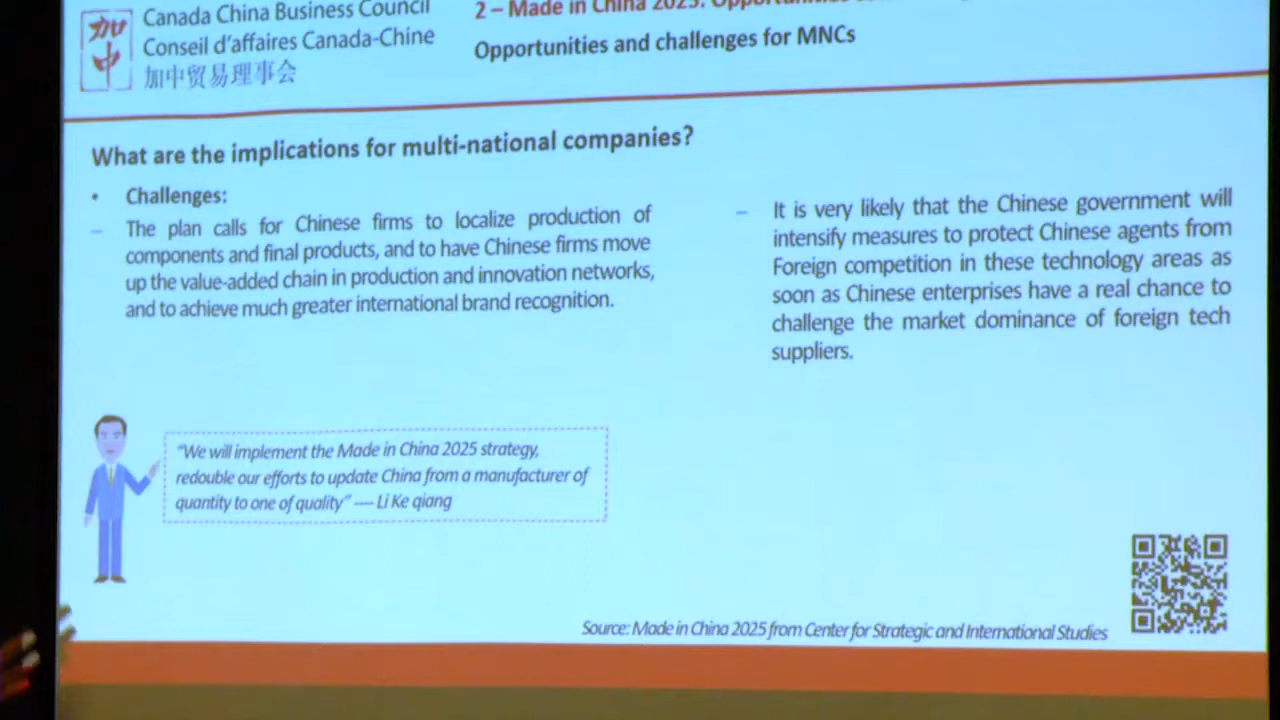 Canada China Business Council
Conseil d'affaires Canada-Chine
加中贸易理事会
加中
2 – Made in China 2025: Opportunities
Opportunities and challenges for MNCs
What are the implications for multi-national companies?
• Challenges:
– The plan calls for Chinese firms to localize production of
components and final products, and to have Chinese firms move
up the value-added chain in production and innovation networks,
and to achieve much greater international brand recognition.
– It is very likely that the Chinese government will
intensify measures to protect Chinese agents from
Foreign competition in these technology areas as
soon as Chinese enterprises have a real chance to
challenge the market dominance of foreign tech
suppliers.
"We will implement the Made in China 2025 strategy,
redouble our efforts to update China from a manufacturer of
quantity to one of quality" ---- Li Ke qiang
Source: Made in China 2025 from Center for Strategic and International Studies